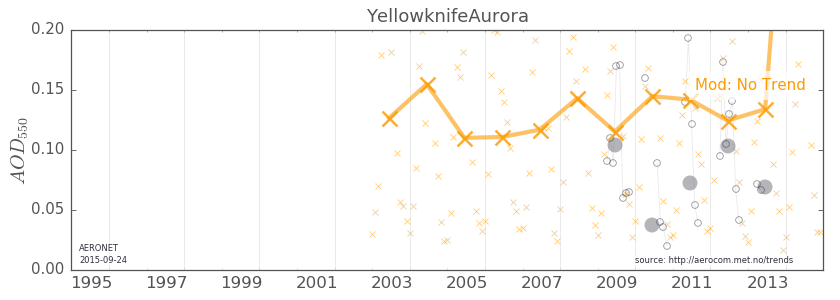 YellowknifeAurora
0.20
0.15
0.10
0.05
0.00
AOD550
Mod: No Trend
AERONET
2015-09-24
source: http://aerocom.met.no/trends
1995 1997 1999 2001 2003 2005 2007 2009 2011 2013